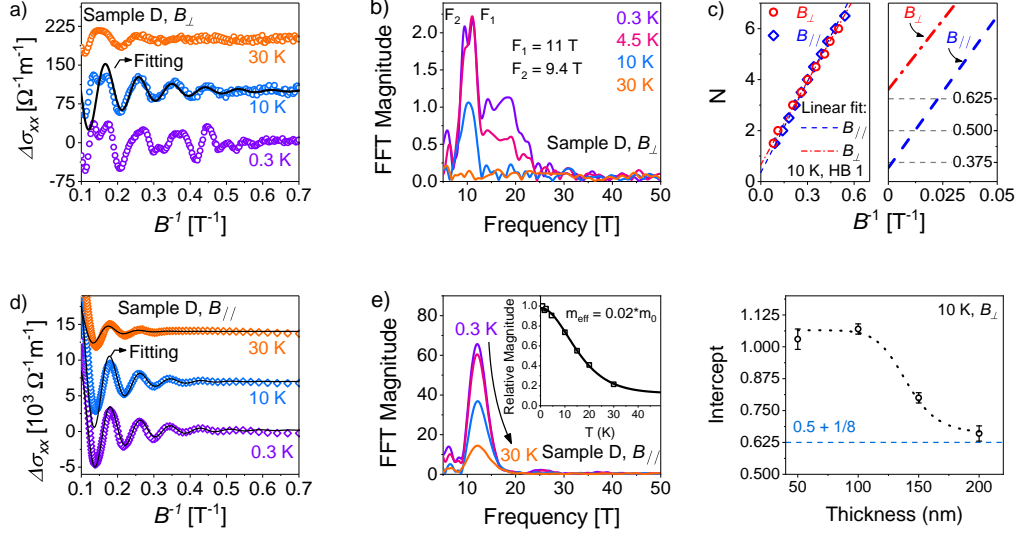 a)
Sample D, B⊥
225
150
75
0
-75
Δσxx [Ω-1m-1]
30 K
Fitting
10 K
0.3 K
0.1 0.2 0.3 0.4 0.5 0.6 0.7
B-1 [T-1]
b)
F2 F1
0.3 K
4.5 K
10 K
30 K
F1 = 11 T
F2 = 9.4 T
2.0
1.5
1.0
0.5
0.0
FFT Magnitude
Sample D, B⊥
10 20 30 40 50
Frequency [T]
c)
B⊥
B//
6
4
2
0
N
Linear fit:
B//
B⊥
10 K, HB 1
0.0 0.3 0.6
B⊥
B//
0.625
0.500
0.375
0.00 0.025 0.05
B-1 [T-1]
d)
Sample D, B//
15
10
5
0
-5
Δσxx [10³ Ω-1m-1]
30 K
Fitting
10 K
0.3 K
0.1 0.2 0.3 0.4 0.5 0.6 0.7
B-1 [T-1]
e)
80
60
40
20
0
FFT Magnitude
0.3 K
30 K
Sample D, B//
10 20 30 40 50
Frequency [T]
Relative Magnitude
1.0
0.8
0.6
0.4
0.2
0.0
meff = 0.02*m0
0 10 20 30 40
T (K)
10 K, B⊥
1.125
1.000
0.875
0.750
0.625
0.500
Intercept
0.5 + 1/8
50 100 150 200
Thickness (nm)